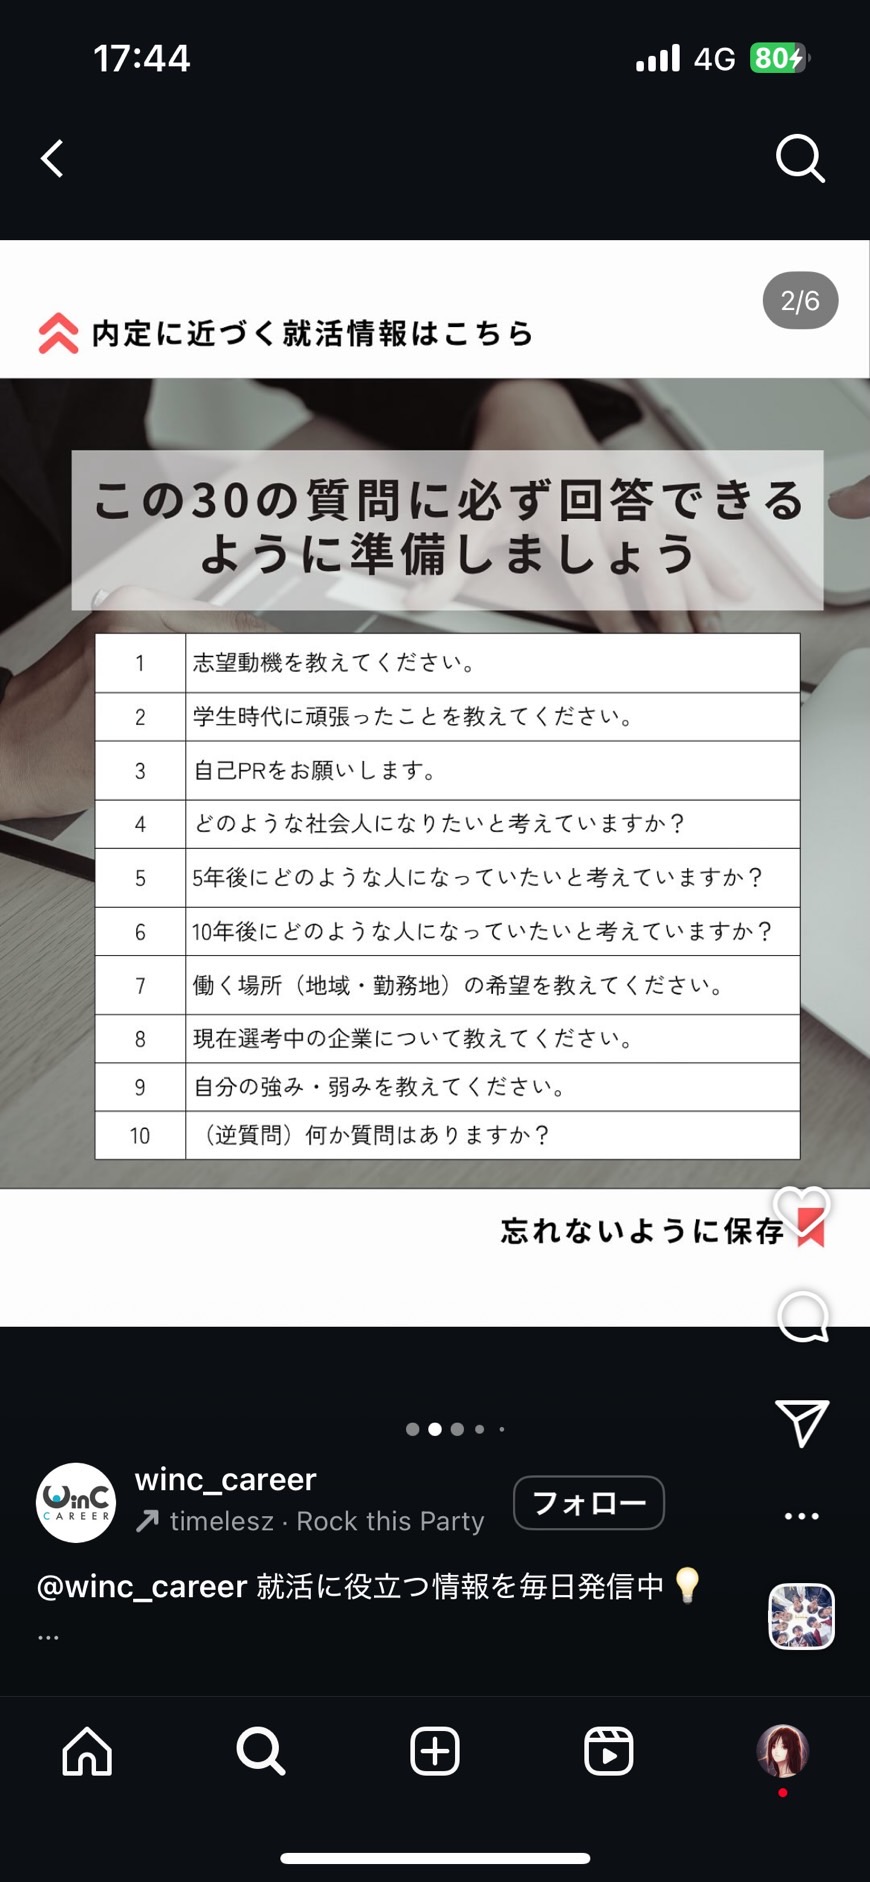 17:44
4G 80
2/6
内定に近づく就活情報はこちら
この30の質問に必ず回答できる
ように準備しましょう
1 志望動機を教えてください。
2 学生時代に頑張ったことを教えてください。
3 自己PRをお願いします。
4 どのような社会人になりたいと考えていますか？
5 5年後にどのような人になっていたいと考えていますか？
6 10年後にどのような人になっていたいと考えていますか？
7 働く場所（地域・勤務地）の希望を教えてください。
8 現在選考中の企業について教えてください。
9 自分の強み・弱みを教えてください。
10 （逆質問）何か質問はありますか？
忘れないように保存
WinC
CAREER
winc_career
timelesz · Rock this Party
フォロー
@winc_career 就活に役立つ情報を毎日発信中💡
...